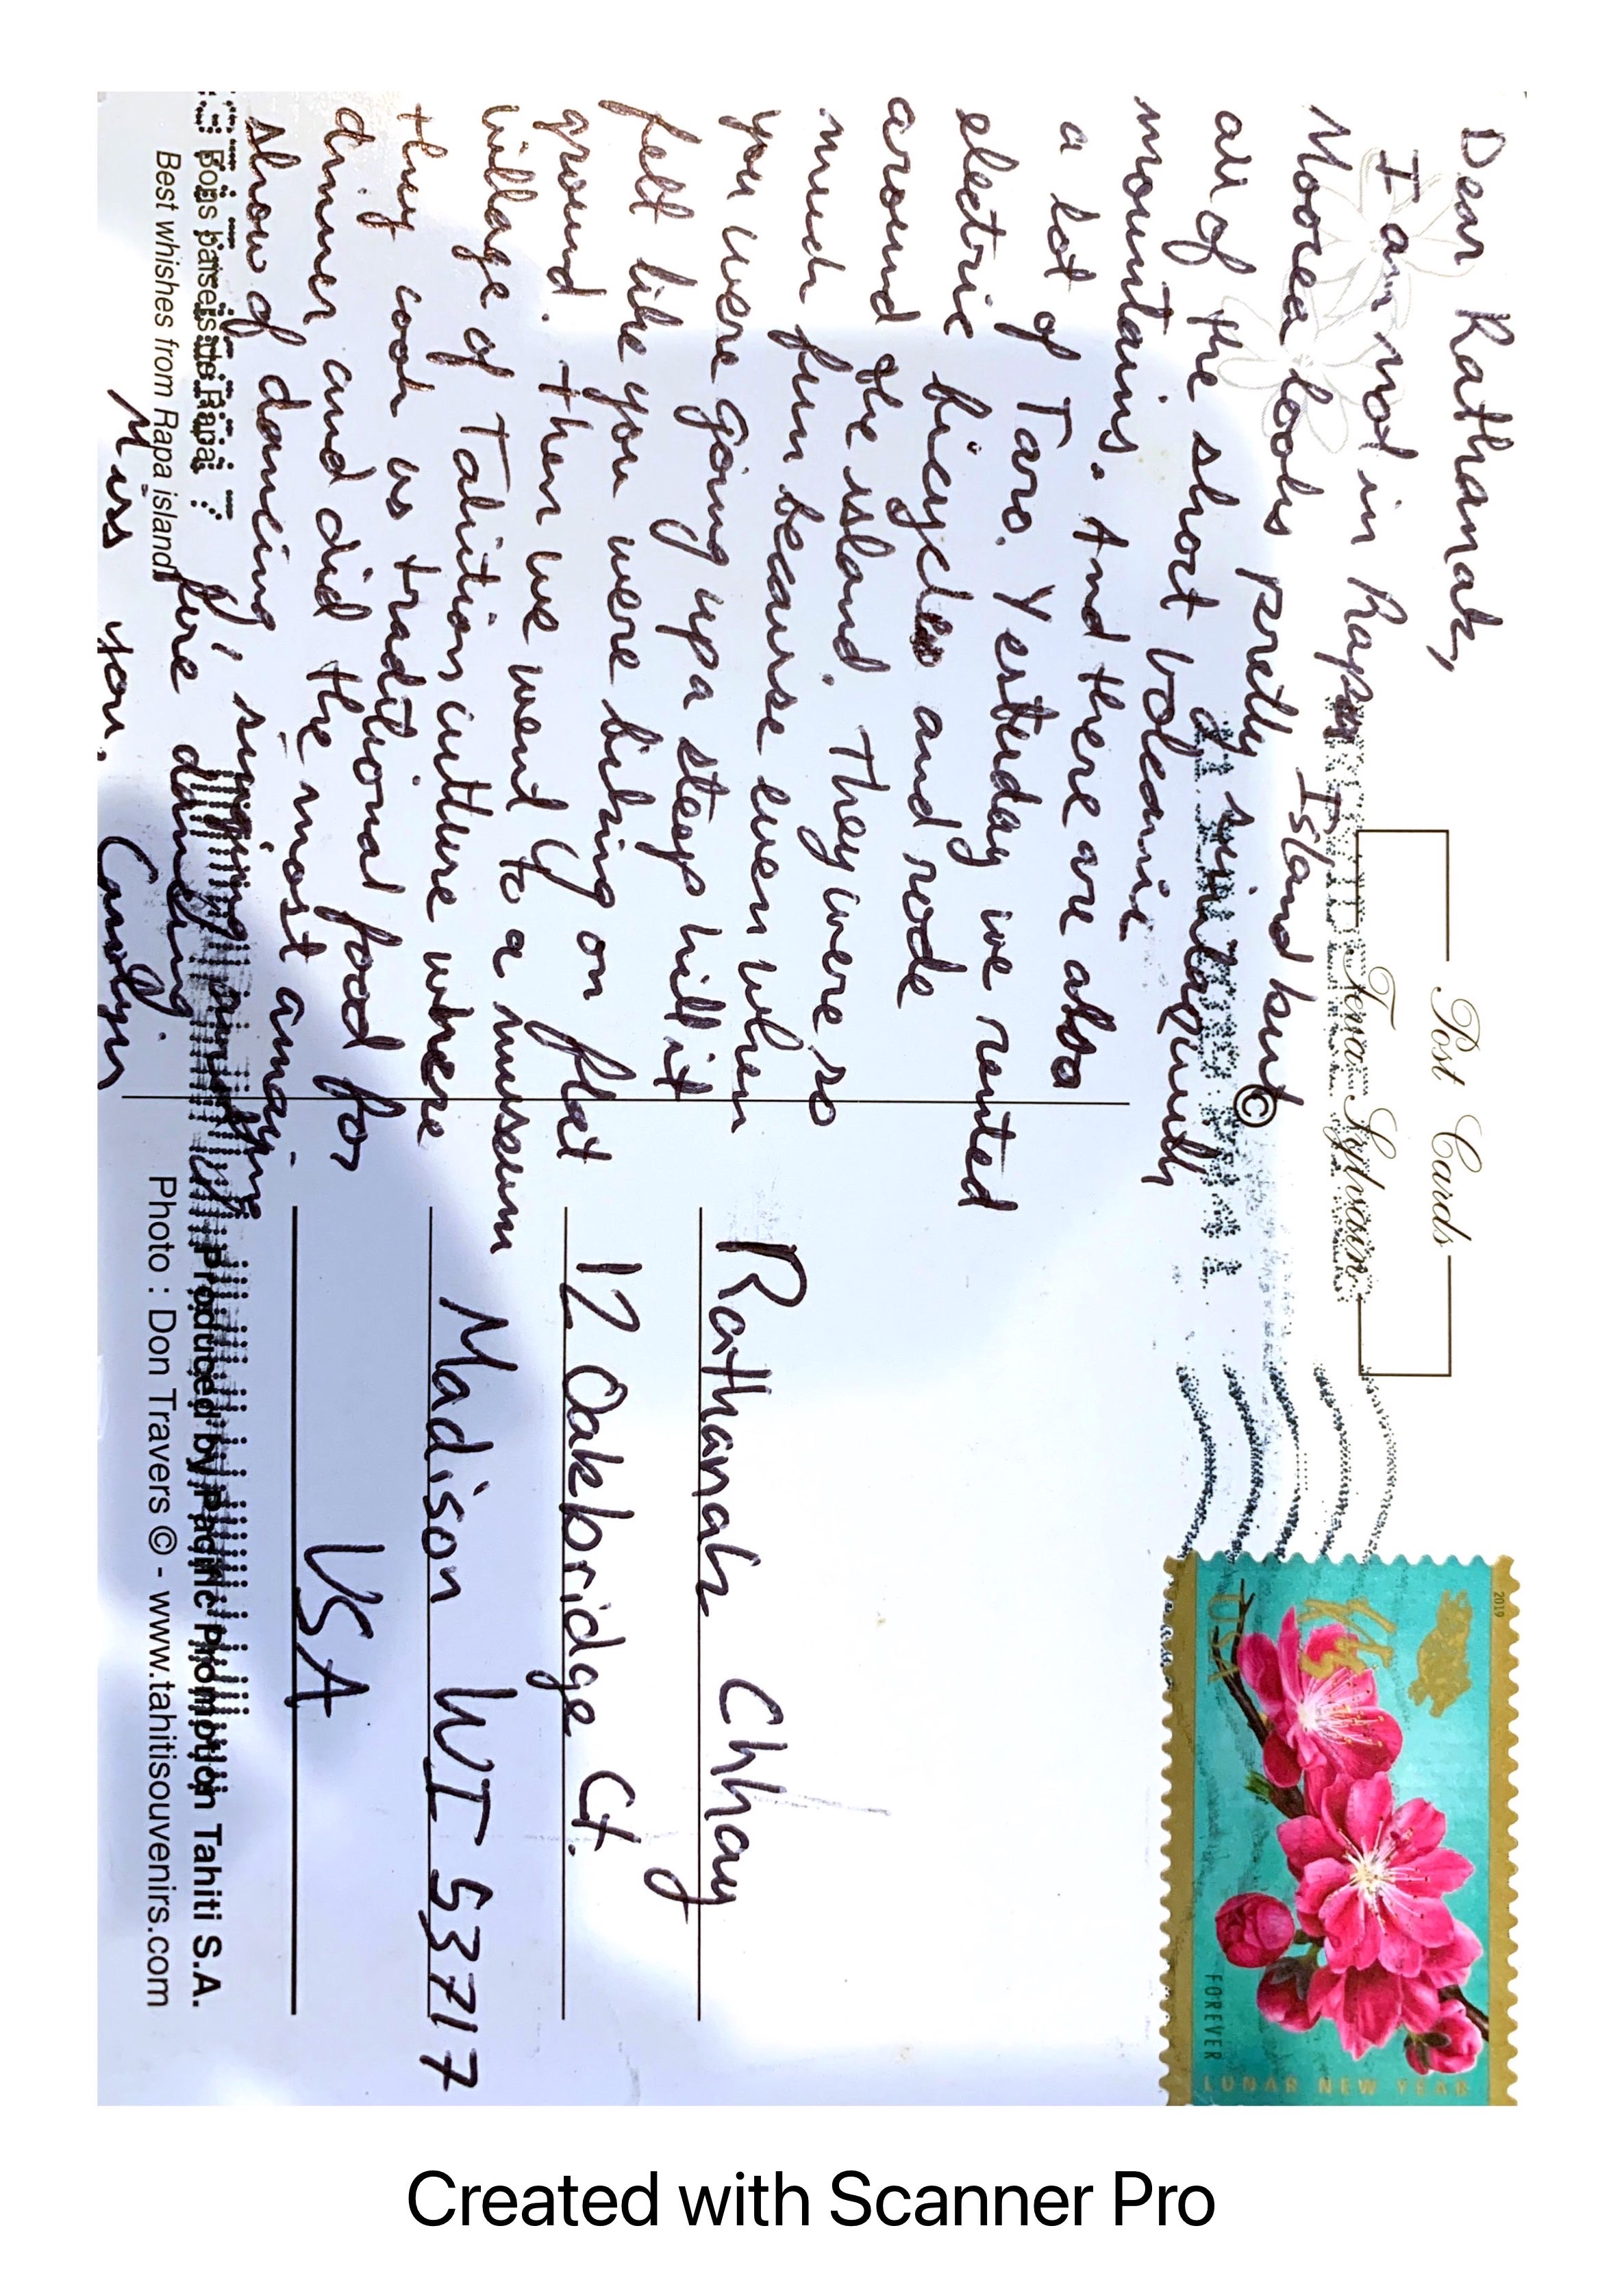 Post Cards
Teva Sylvain
Dear Rathanak,
I am not in Rapa Island but
Moorea looks pretty similar with
all of the short volcanic
mountains. And there are also
a lot of Taro. Yesterday we rented
electric bicycles and rode
around the island. They were so
much fun because even when
you were going up a steep hill it
felt like you were biking on flat
ground. Then we went to a museum
village of Tahitian culture where
they cook us traditional food for
dinner and did the most amazing
show of dancing, singing and
fire dancing.
Miss you. Carolyn
©
Rathanak Chhay
12 Oakbridge Ct.
Madison WI 53717
USA
Bons baisers de Rapa
Best whishes from Rapa island
Produced by Pacific Promotion Tahiti S.A.
Photo : Don Travers © - www.tahitisouvenirs.com
2019
USA
FOREVER
LUNAR NEW YEAR
Created with Scanner Pro